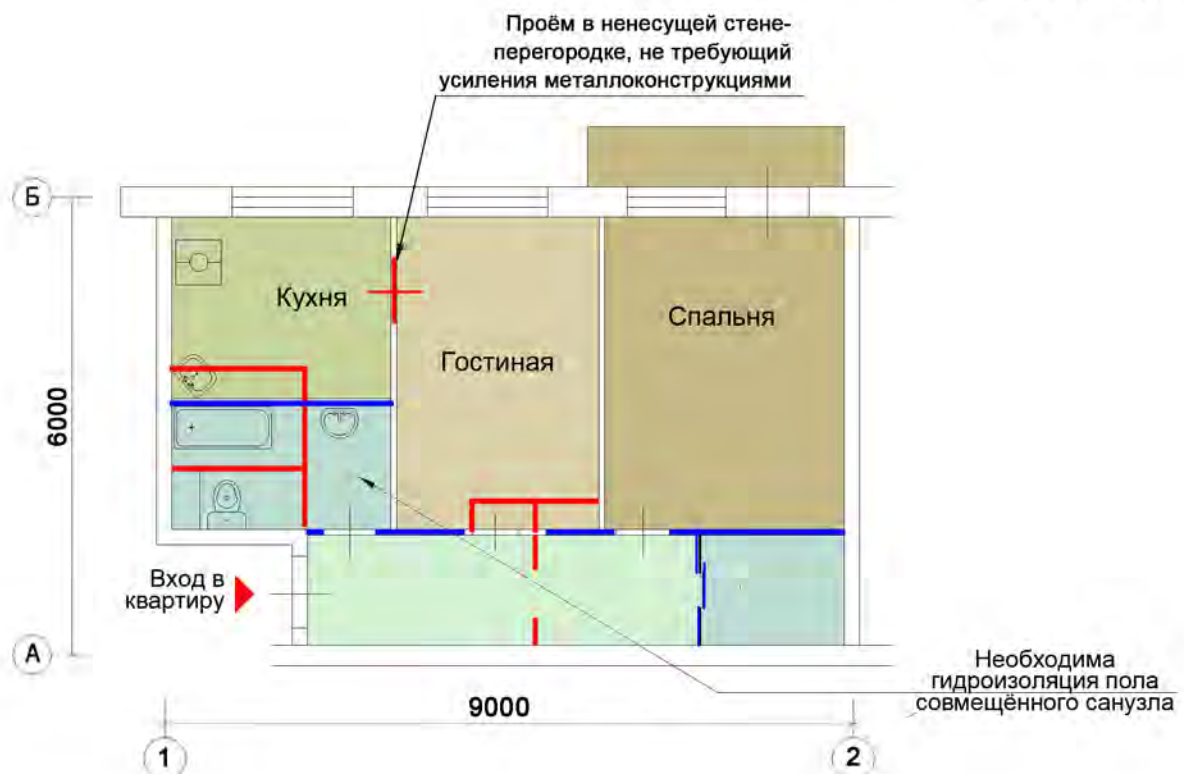 Проём в ненесущей стене-
перегородке, не требующий
усиления металлоконструкциями
Б
Кухня
Спальня
Гостиная
6000
Вход в
квартиру
А
Необходима
гидроизоляция пола
совмещённого санузла
9000
1
2